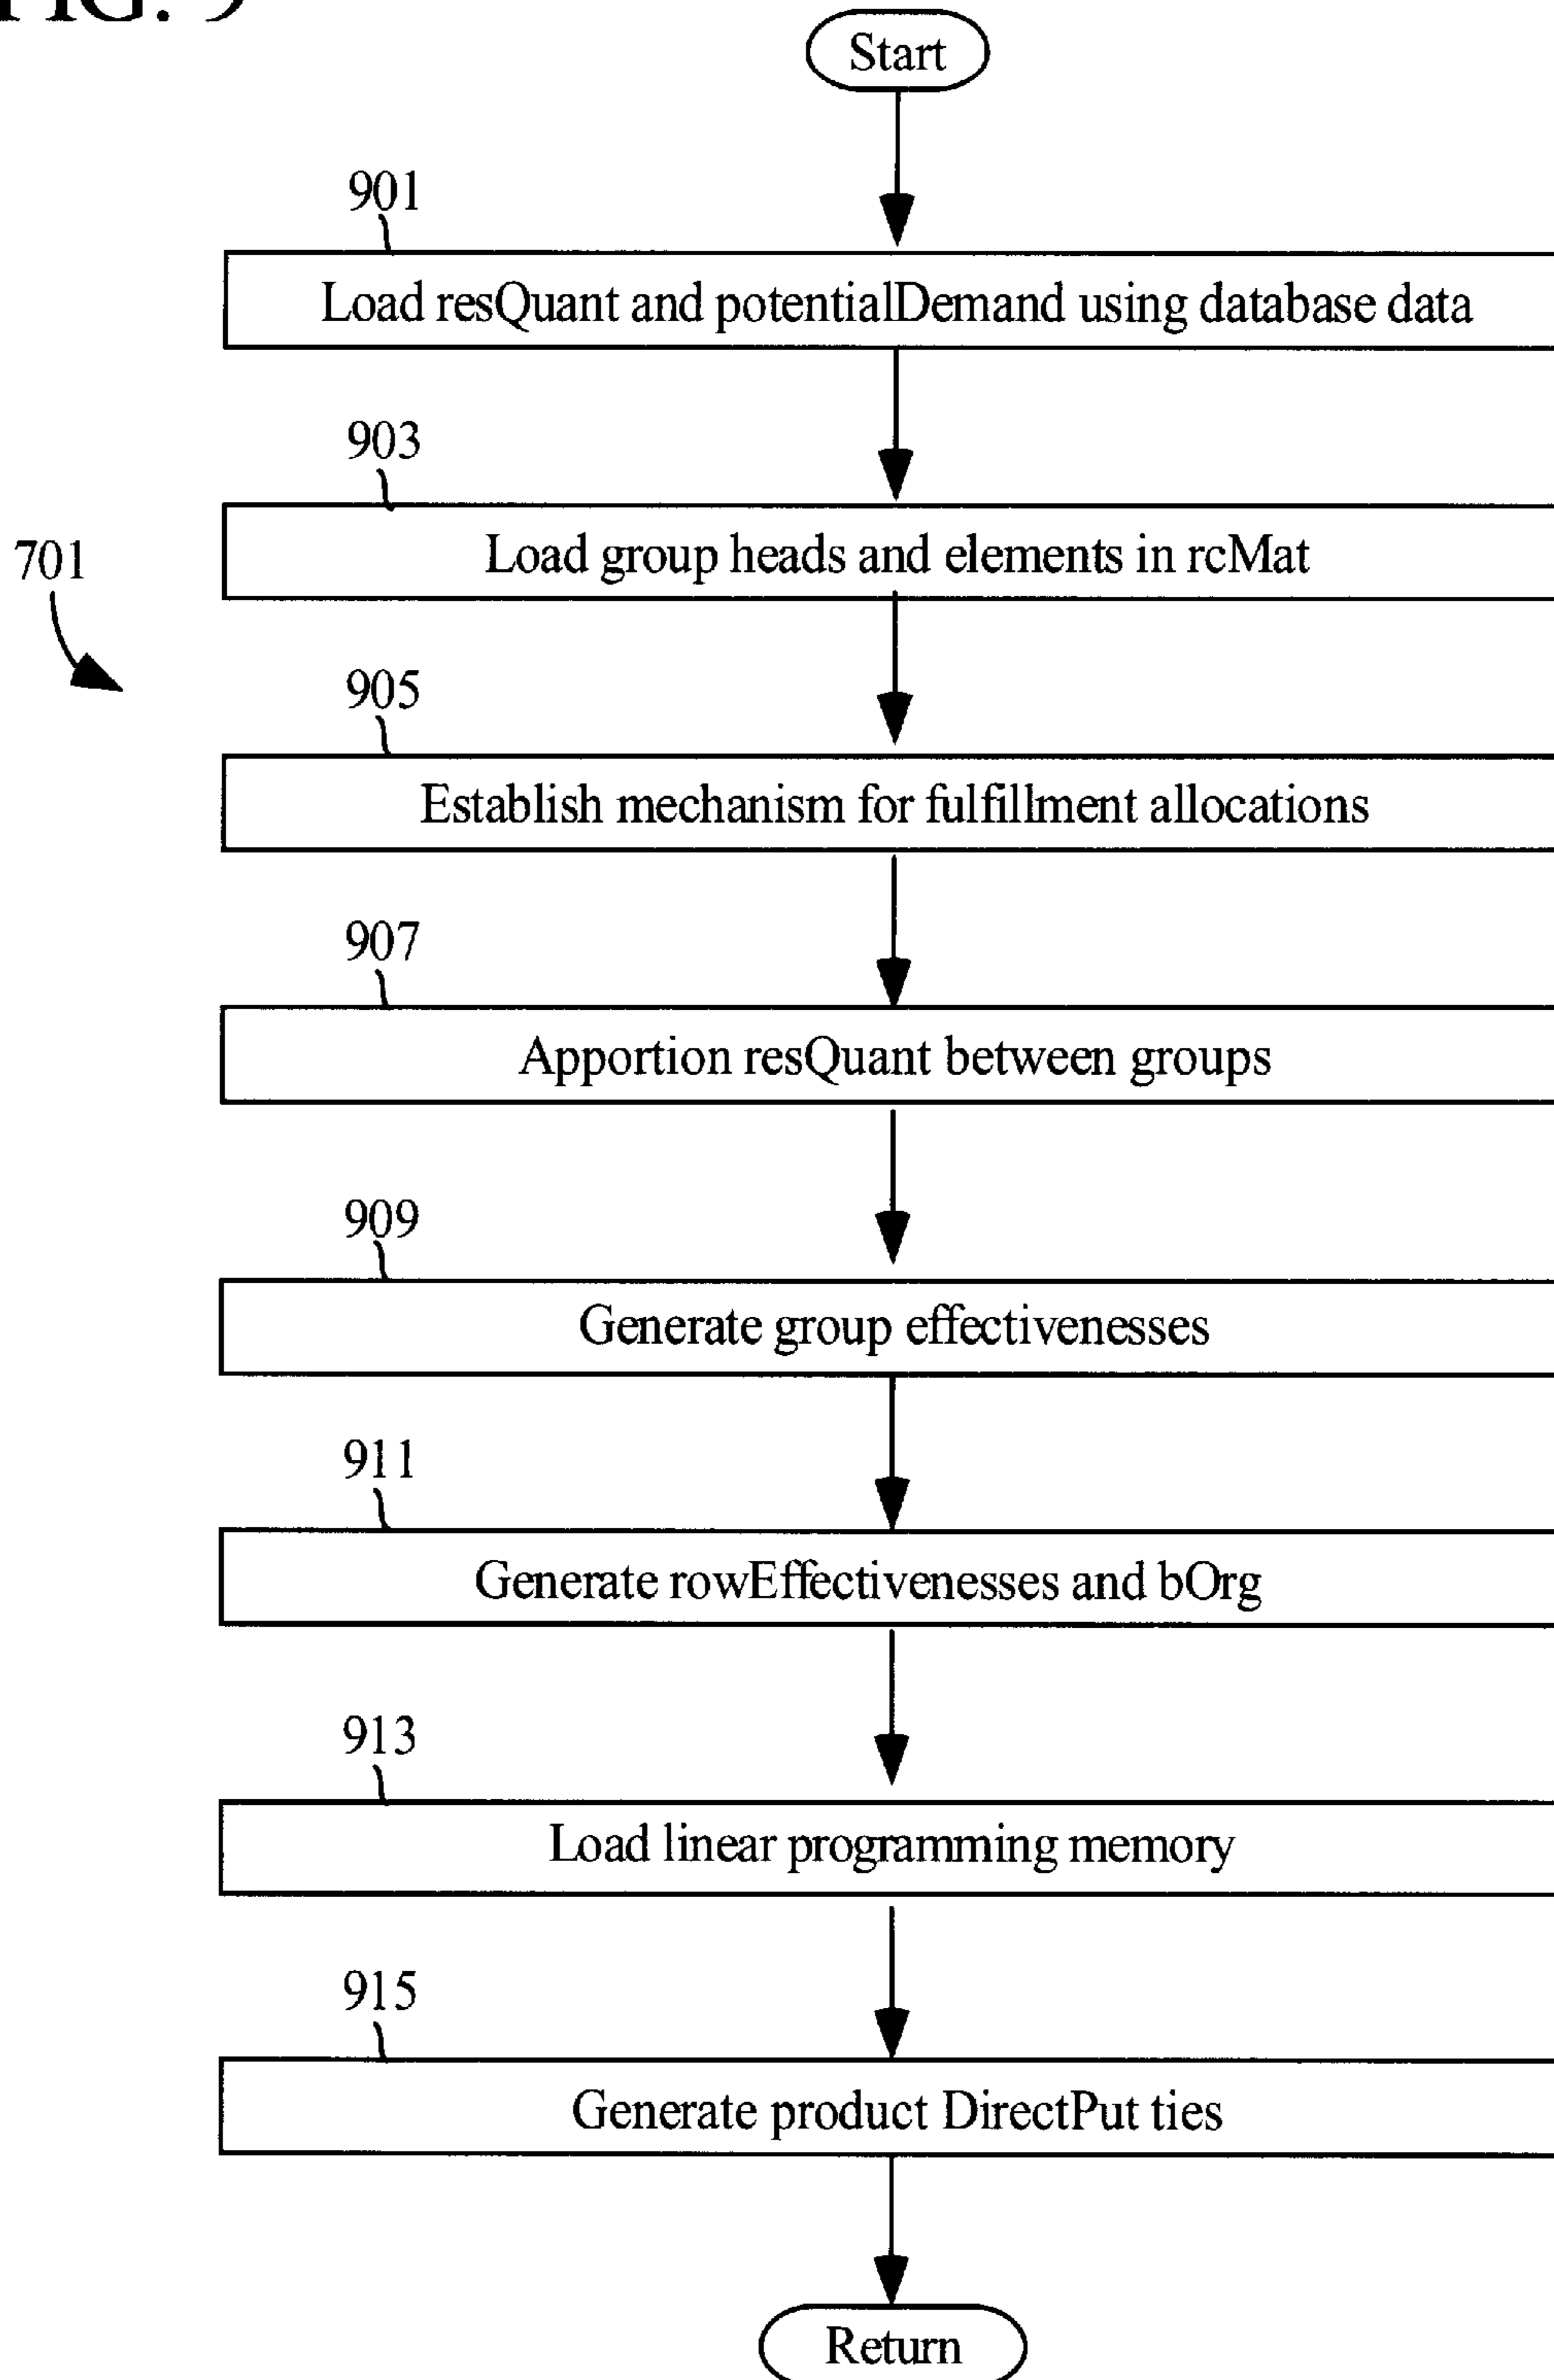 FIG. 9
Start
901
Load resQuant and potentialDemand using database data
903
Load group heads and elements in rcMat
701
905
Establish mechanism for fulfillment allocations
907
Apportion resQuant between groups
909
Generate group effectivenesses
911
Generate rowEffectivenesses and bOrg
913
Load linear programming memory
915
Generate product DirectPut ties
Return